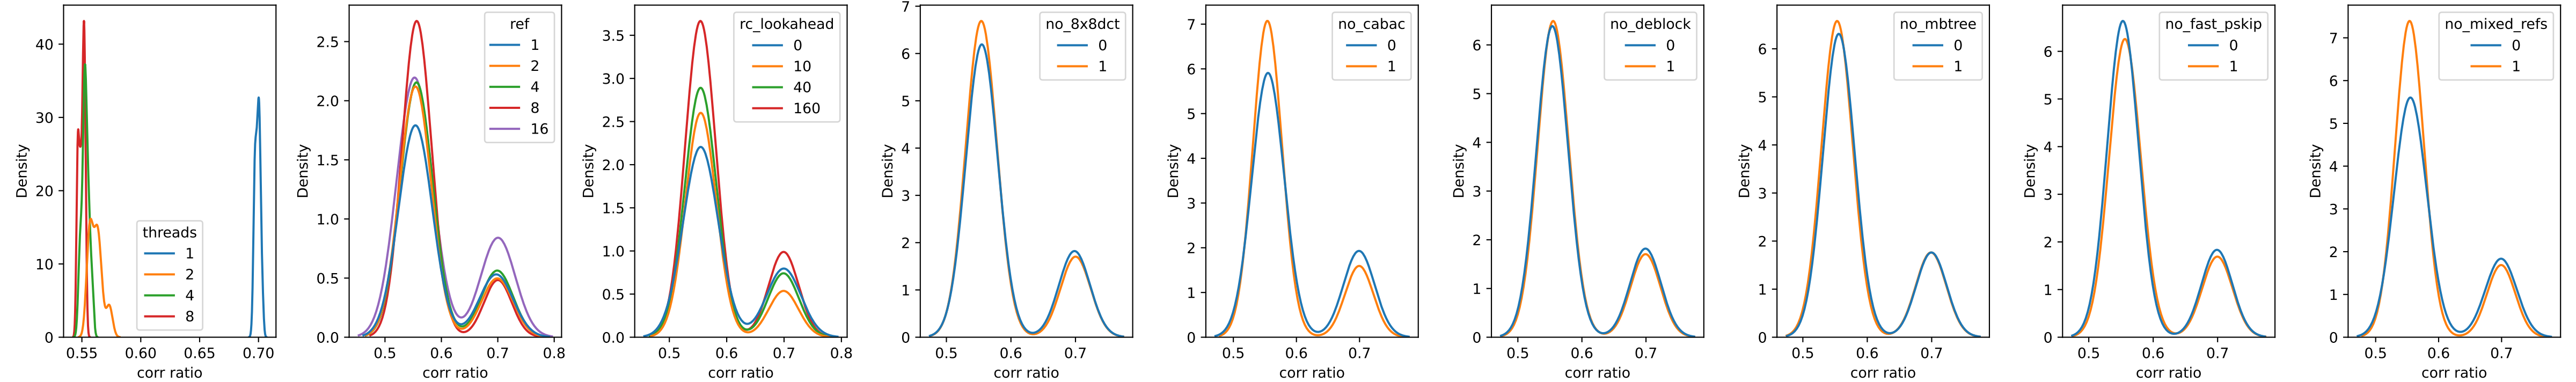 Density
40
30
20
10
0
0.55 0.60 0.65 0.70
corr ratio
threads
1
2
4
8
Density
2.5
2.0
1.5
1.0
0.5
0.0
0.5 0.6 0.7 0.8
corr ratio
ref
1
2
4
8
16
Density
3.5
3.0
2.5
2.0
1.5
1.0
0.5
0.0
0.5 0.6 0.7 0.8
corr ratio
rc_lookahead
0
10
40
160
Density
7
6
5
4
3
2
1
0
0.5 0.6 0.7
corr ratio
no_8x8dct
0
1
Density
7
6
5
4
3
2
1
0
0.5 0.6 0.7
corr ratio
no_cabac
0
1
Density
6
5
4
3
2
1
0
0.5 0.6 0.7
corr ratio
no_deblock
0
1
Density
6
5
4
3
2
1
0
0.5 0.6 0.7
corr ratio
no_mbtree
0
1
Density
6
5
4
3
2
1
0
0.5 0.6 0.7
corr ratio
no_fast_pskip
0
1
Density
7
6
5
4
3
2
1
0
0.5 0.6 0.7
corr ratio
no_mixed_refs
0
1